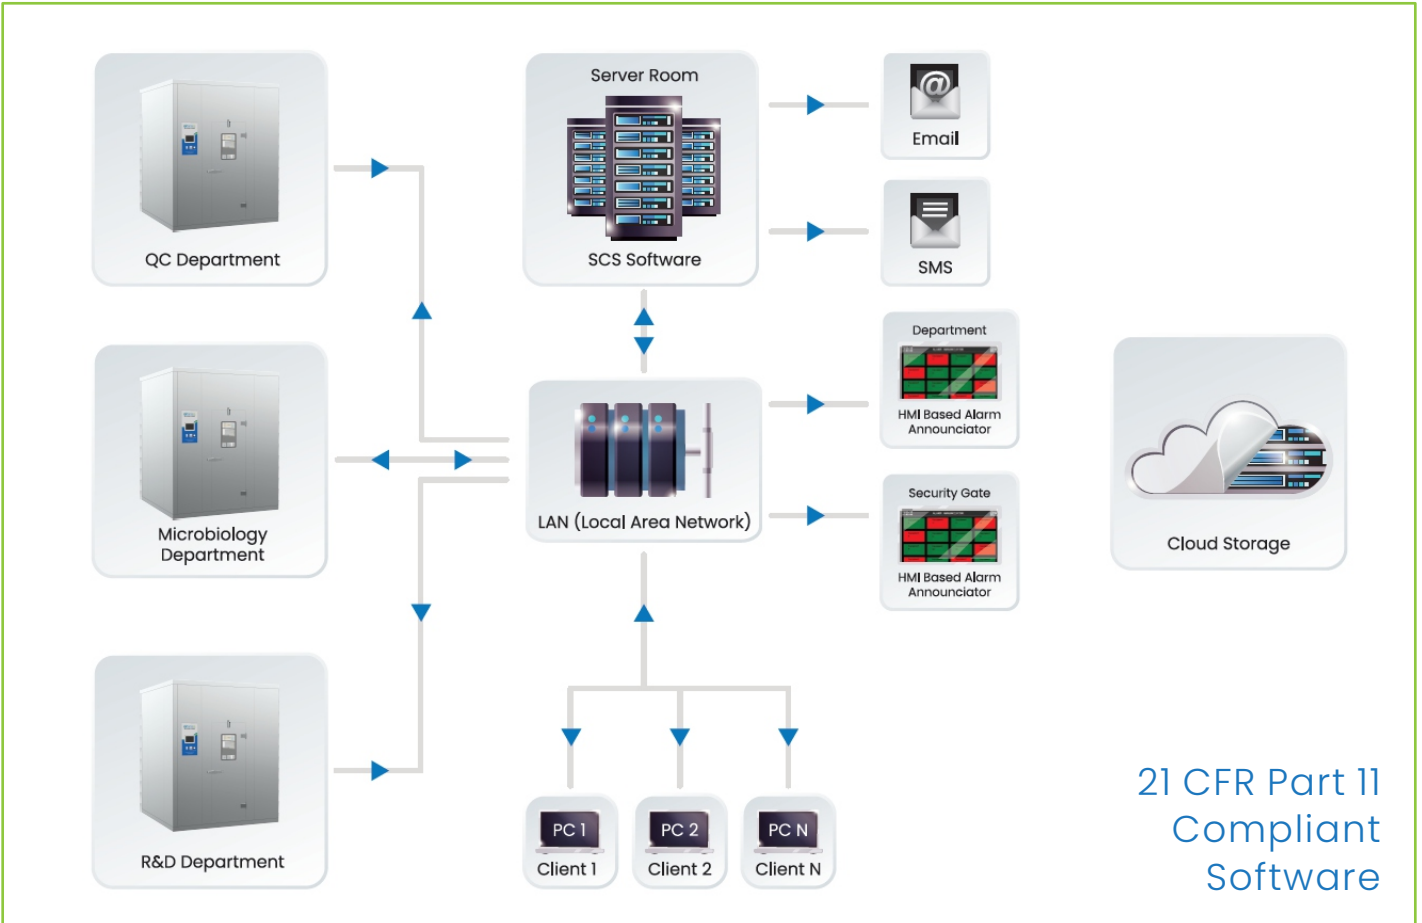 QC Department
Microbiology
Department
R&D Department
Server Room
SCS Software
LAN (Local Area Network)
PC 1
Client 1
PC 2
Client 2
PC N
Client N
Email
SMS
Department
HMI Based Alarm
Announciator
Security Gate
HMI Based Alarm
Announciator
Cloud Storage
21 CFR Part 11
Compliant
Software